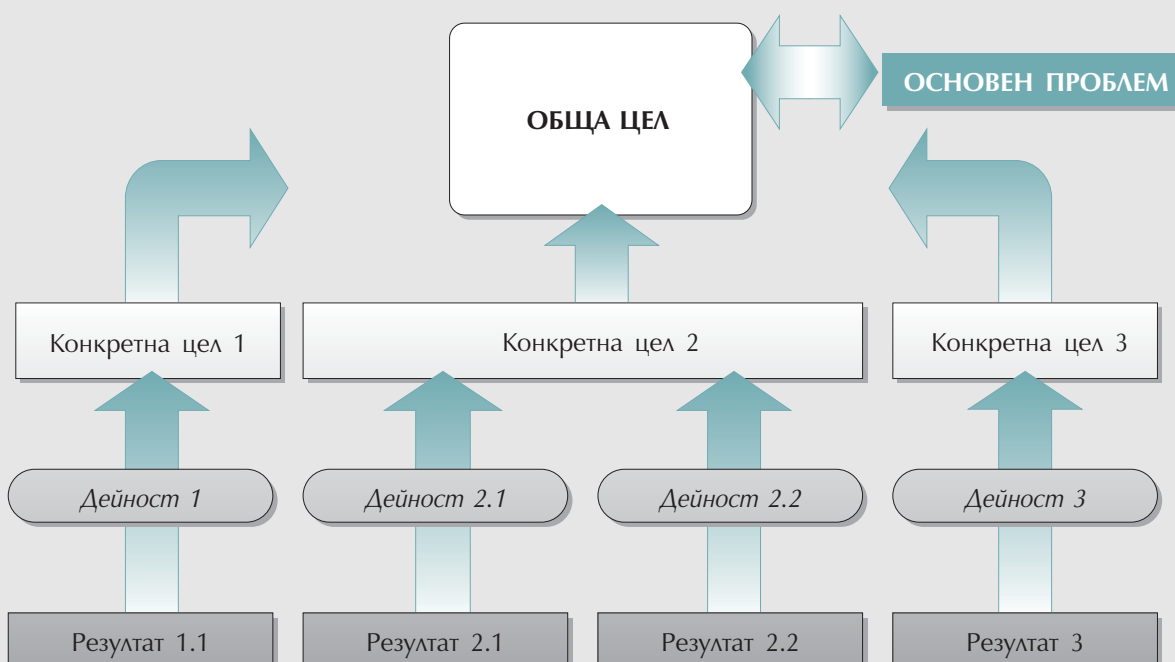 ОСНОВЕН ПРОБЛЕМ
ОБЩА ЦЕЛ
Конкретна цел 1
Конкретна цел 2
Конкретна цел 3
Дейност 1
Дейност 2.1
Дейност 2.2
Дейност 3
Резултат 1.1
Резултат 2.1
Резултат 2.2
Резултат 3